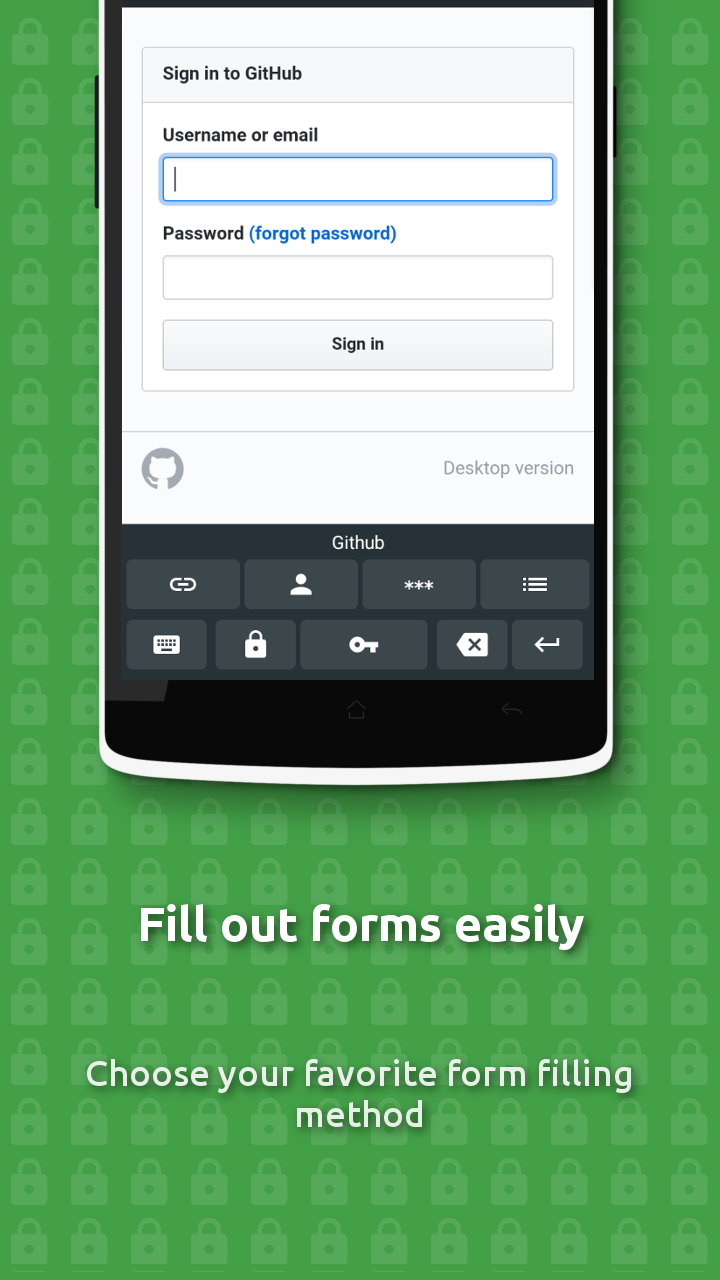 Sign in to GitHub
Username or email
Password (forgot password)
Sign in
Desktop version
Github
***
Fill out forms easily
Choose your favorite form filling
method